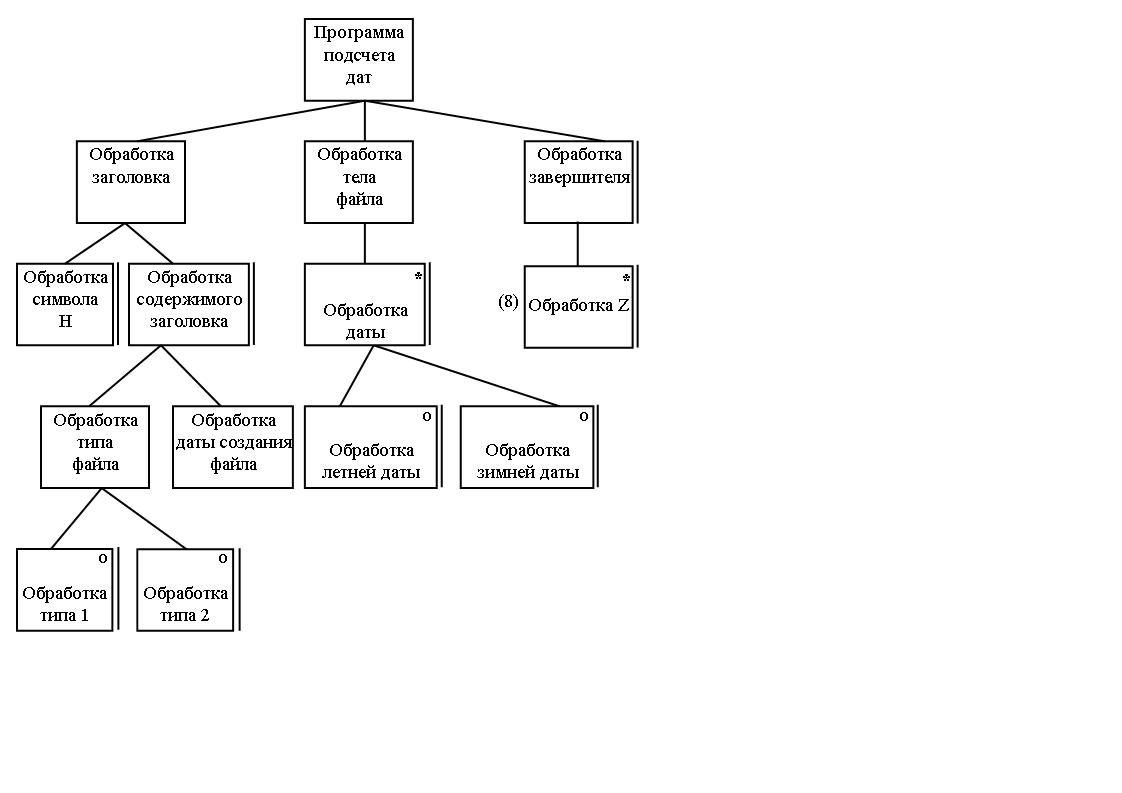 Программа
подсчета
дат
Обработка
заголовка
Обработка
тела
файла
Обработка
завершителя
Обработка
символа
Н
Обработка
содержимого
заголовка
*
Обработка
даты
(8)
*
Обработка Z
Обработка
типа
файла
Обработка
даты создания
файла
о
Обработка
летней даты
о
Обработка
зимней даты
о
Обработка
типа 1
о
Обработка
типа 2